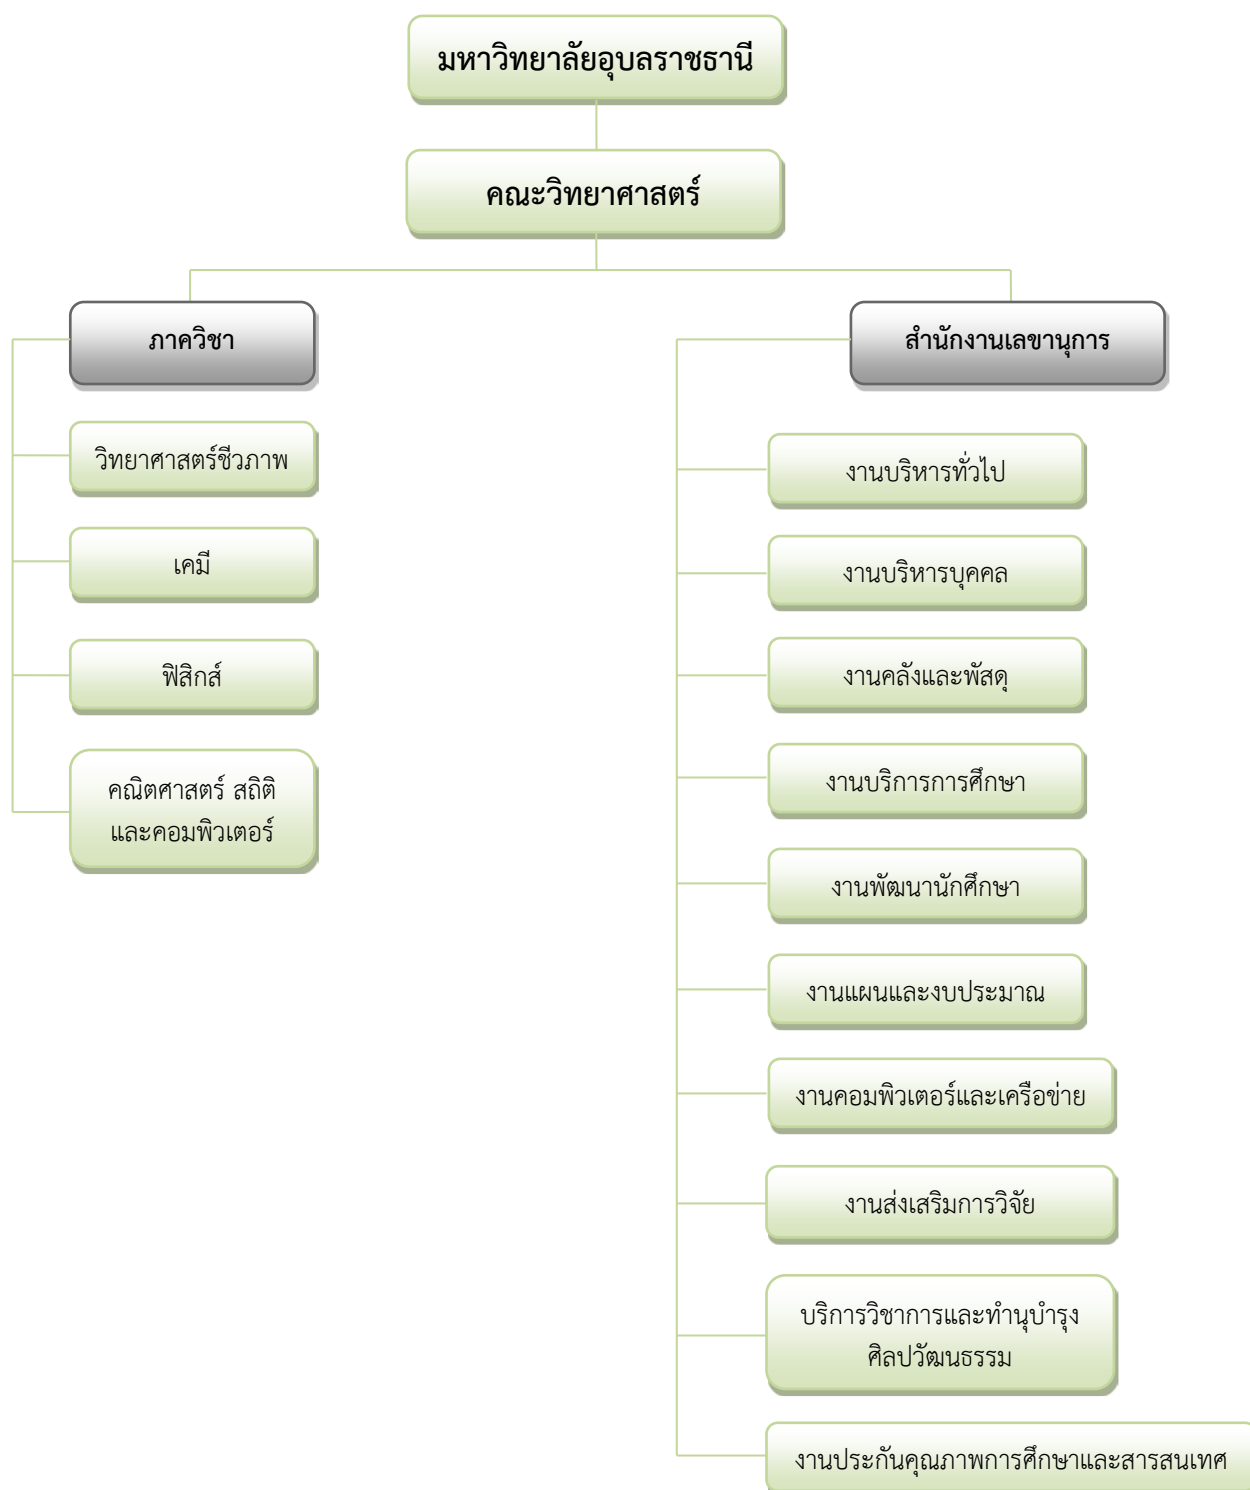 มหาวิทยาลัยอุบลราชธานี
คณะวิทยาศาสตร์
ภาควิชา
วิทยาศาสตร์ชีวภาพ
เคมี
ฟิสิกส์
คณิตศาสตร์ สถิติ
และคอมพิวเตอร์
สำนักงานเลขานุการ
งานบริหารทั่วไป
งานบริหารบุคคล
งานคลังและพัสดุ
งานบริการการศึกษา
งานพัฒนานักศึกษา
งานแผนและงบประมาณ
งานคอมพิวเตอร์และเครือข่าย
งานส่งเสริมการวิจัย
บริการวิชาการและทำนุบำรุง
ศิลปวัฒนธรรม
งานประกันคุณภาพการศึกษาและสารสนเทศ